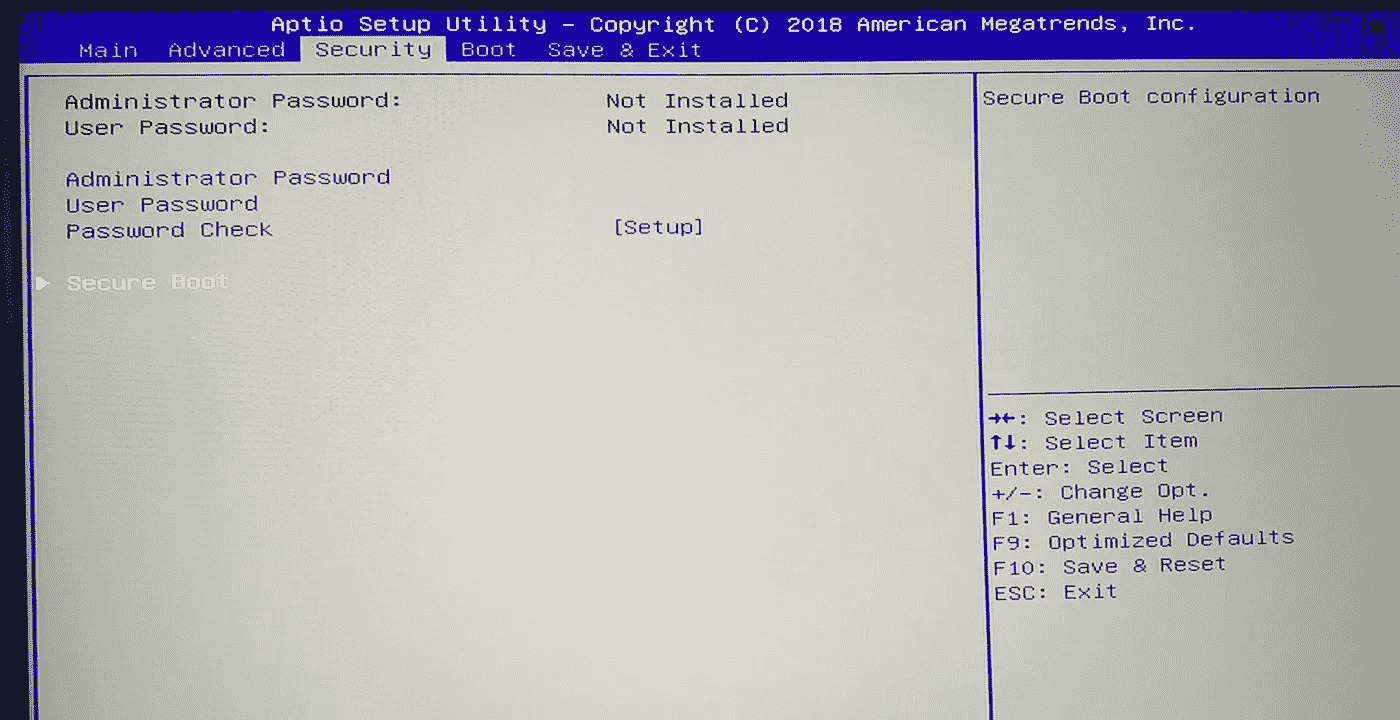 Aptio Setup Utility – Copyright (C) 2018 American Megatrends, Inc.
Main Advanced Security Boot Save & Exit
Administrator Password: Not Installed
User Password: Not Installed
Administrator Password
User Password
Password Check [Setup]
► Secure Boot
Secure Boot configuration
→←: Select Screen
↑↓: Select Item
Enter: Select
+/-: Change Opt.
F1: General Help
F9: Optimized Defaults
F10: Save & Reset
ESC: Exit